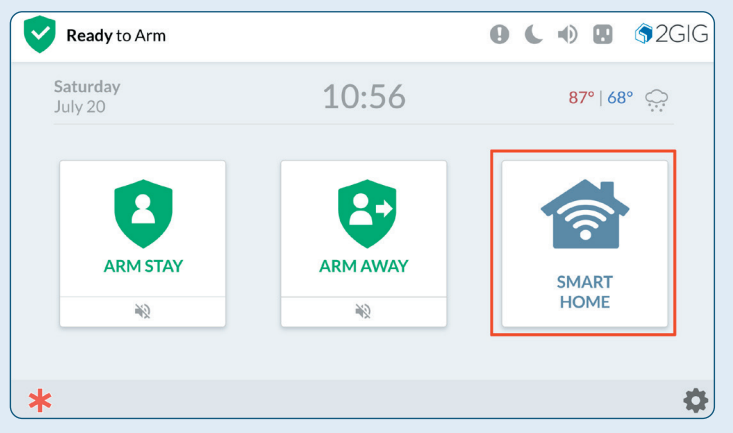 Ready to Arm
2GIG
Saturday
July 20
10:56
87° | 68°
ARM STAY
ARM AWAY
SMART
HOME